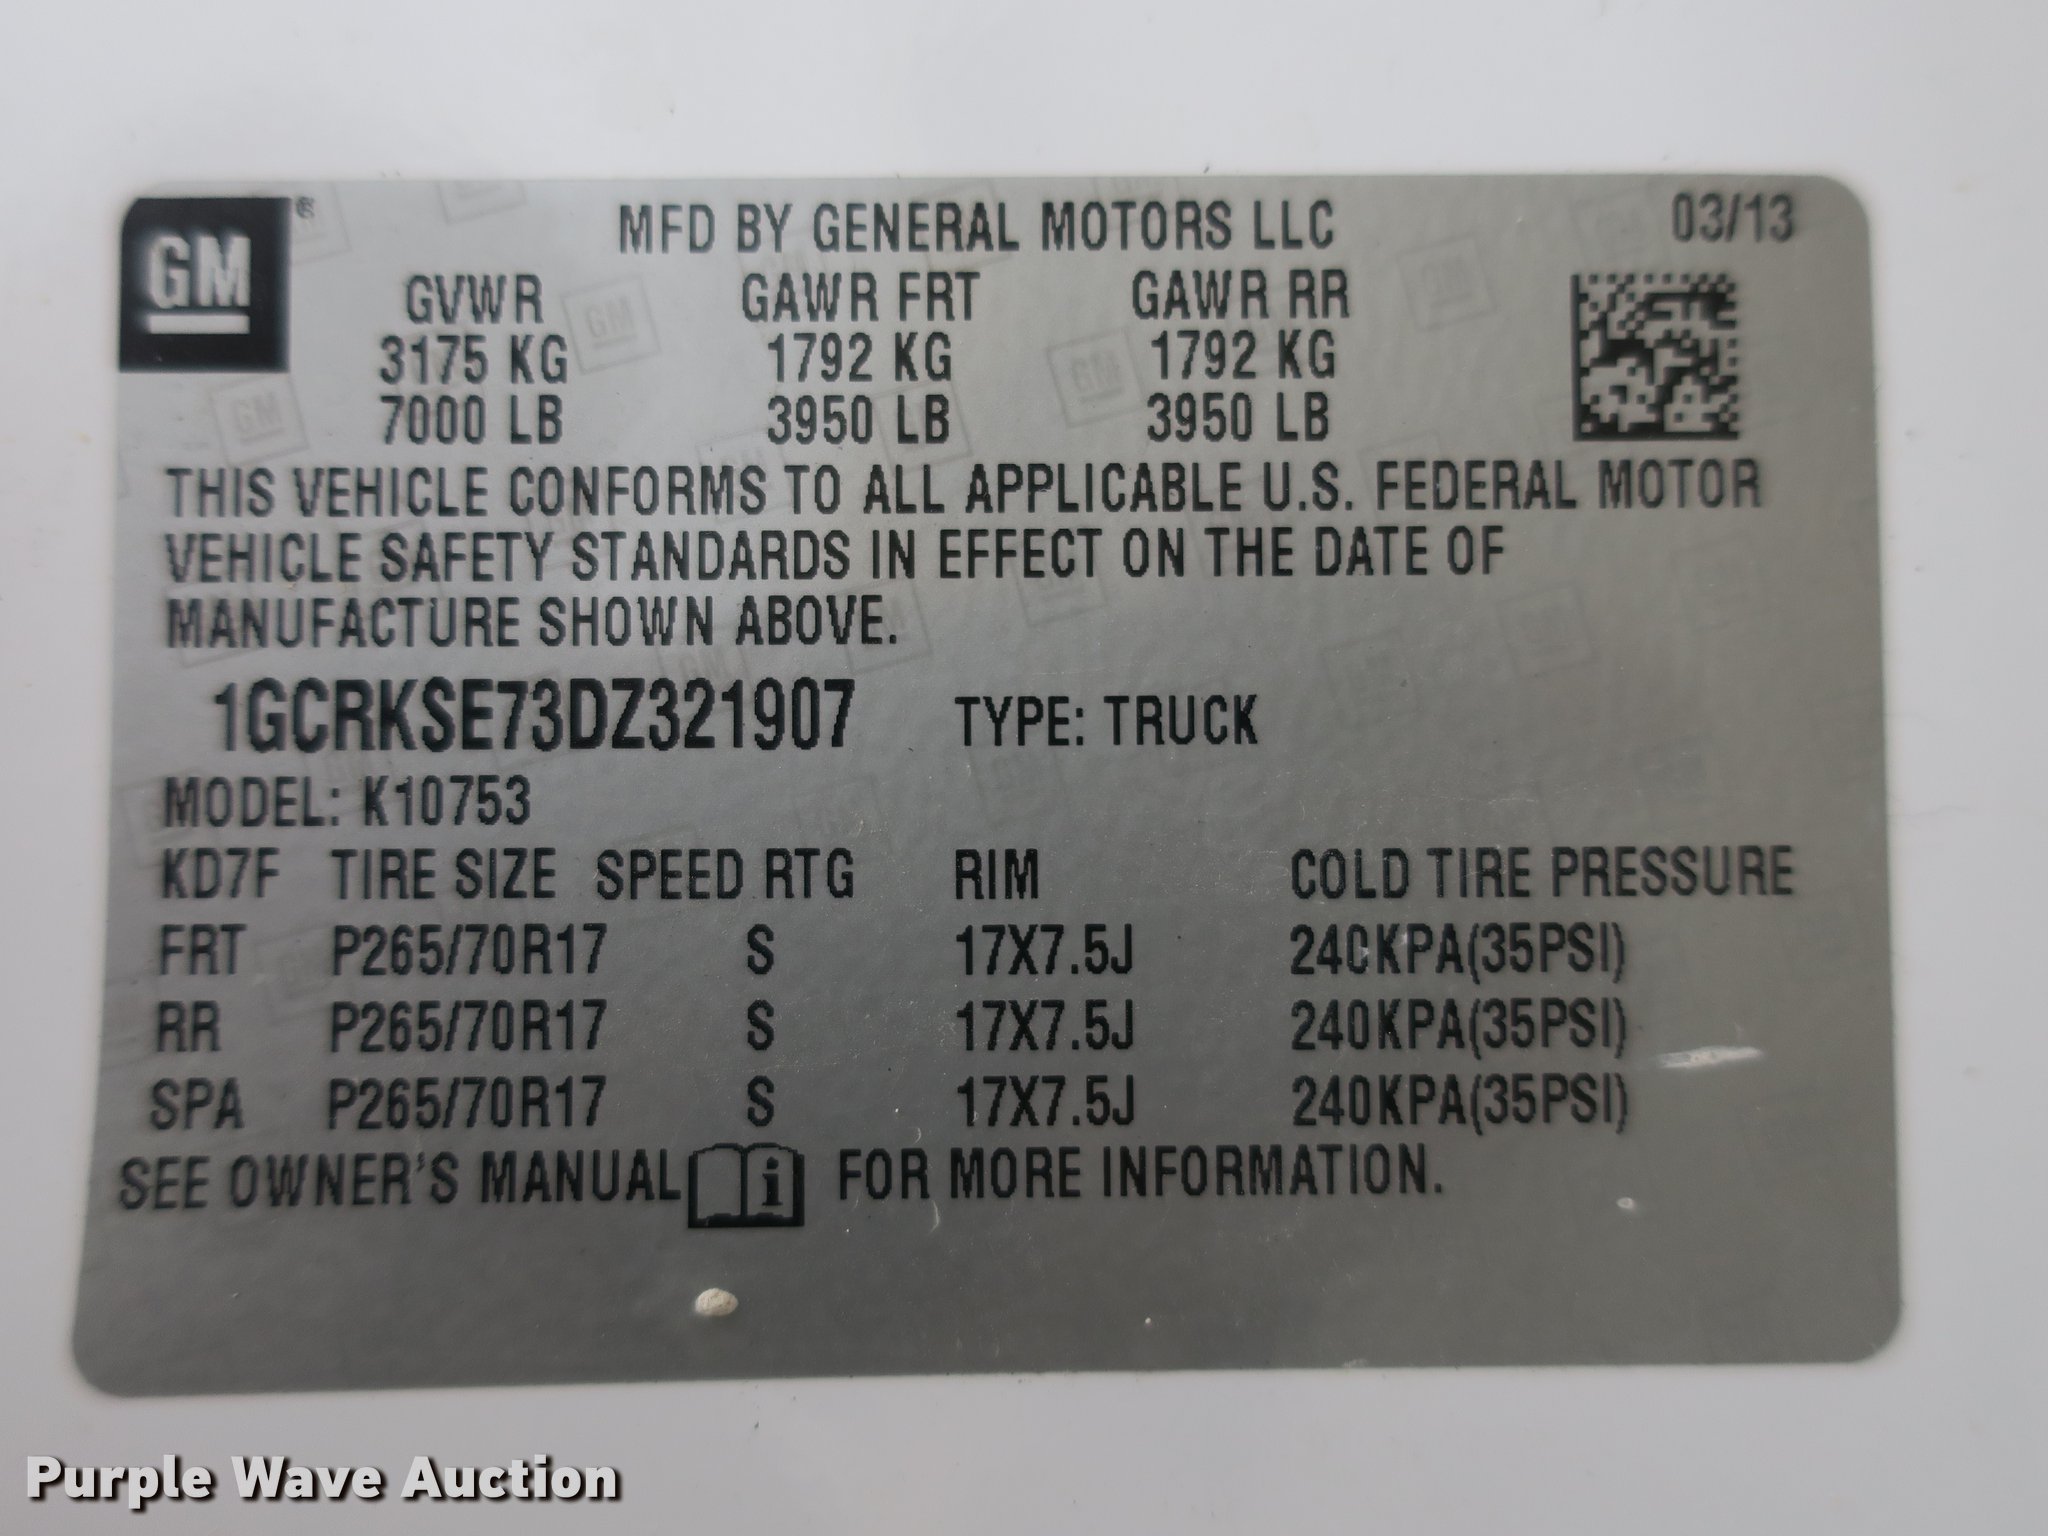 GM
®
MFD BY GENERAL MOTORS LLC 03/13
GVWR GAWR FRT GAWR RR
3175 KG 1792 KG 1792 KG
7000 LB 3950 LB 3950 LB
THIS VEHICLE CONFORMS TO ALL APPLICABLE U.S. FEDERAL MOTOR
VEHICLE SAFETY STANDARDS IN EFFECT ON THE DATE OF
MANUFACTURE SHOWN ABOVE.
1GCRKSE73DZ321907 TYPE: TRUCK
MODEL: K10753
KD7F TIRE SIZE SPEED RTG RIM COLD TIRE PRESSURE
FRT P265/70R17 S 17X7.5J 240KPA(35PSI)
RR P265/70R17 S 17X7.5J 240KPA(35PSI)
SPA P265/70R17 S 17X7.5J 240KPA(35PSI)
SEE OWNER'S MANUAL i FOR MORE INFORMATION.
Purple Wave Auction